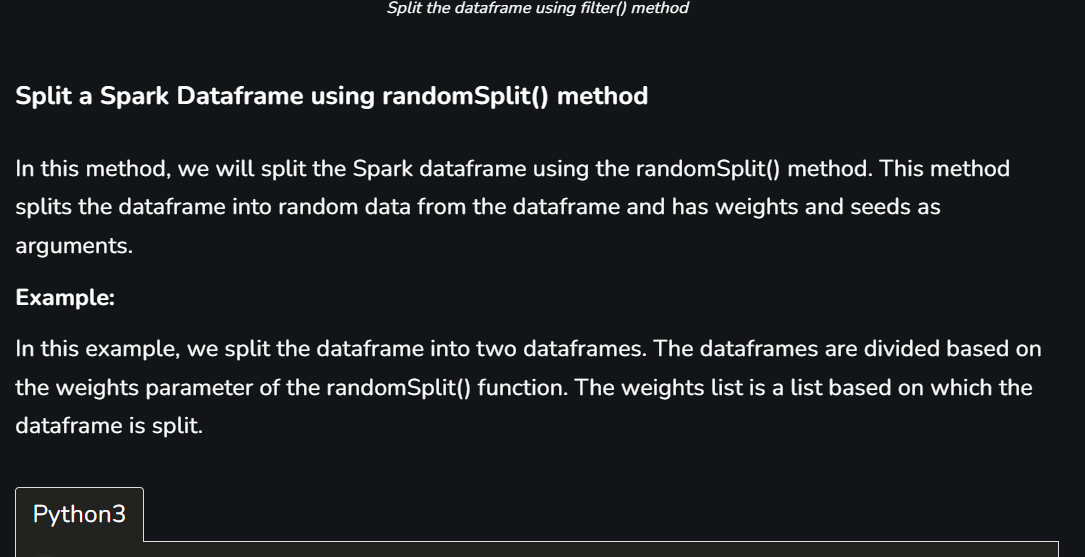 Split the dataframe using filter() method
Split a Spark Dataframe using randomSplit() method
In this method, we will split the Spark dataframe using the randomSplit() method. This method
splits the dataframe into random data from the dataframe and has weights and seeds as
arguments.
Example:
In this example, we split the dataframe into two dataframes. The dataframes are divided based on
the weights parameter of the randomSplit() function. The weights list is a list based on which the
dataframe is split.
Python3